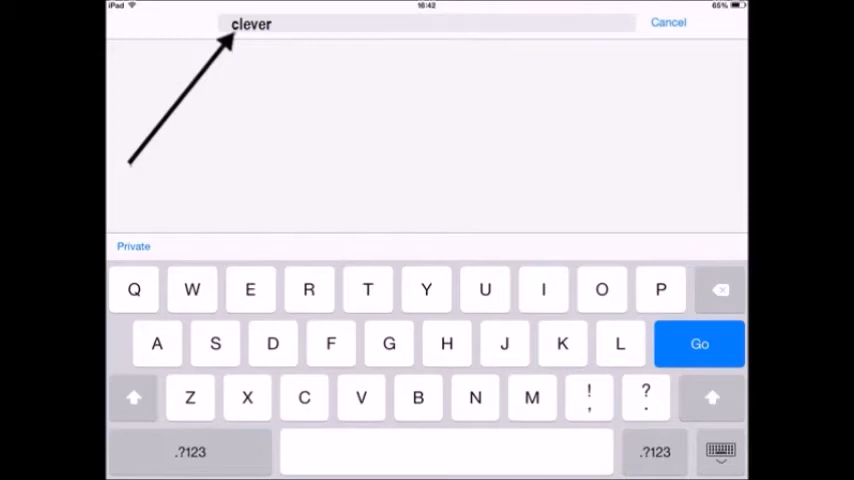 iPad 16:42 65%
clever Cancel
Private
Q W E R T Y U I O P
A S D F G H J K L Go
Z X C V B N M ! , ? .
.?123 .?123